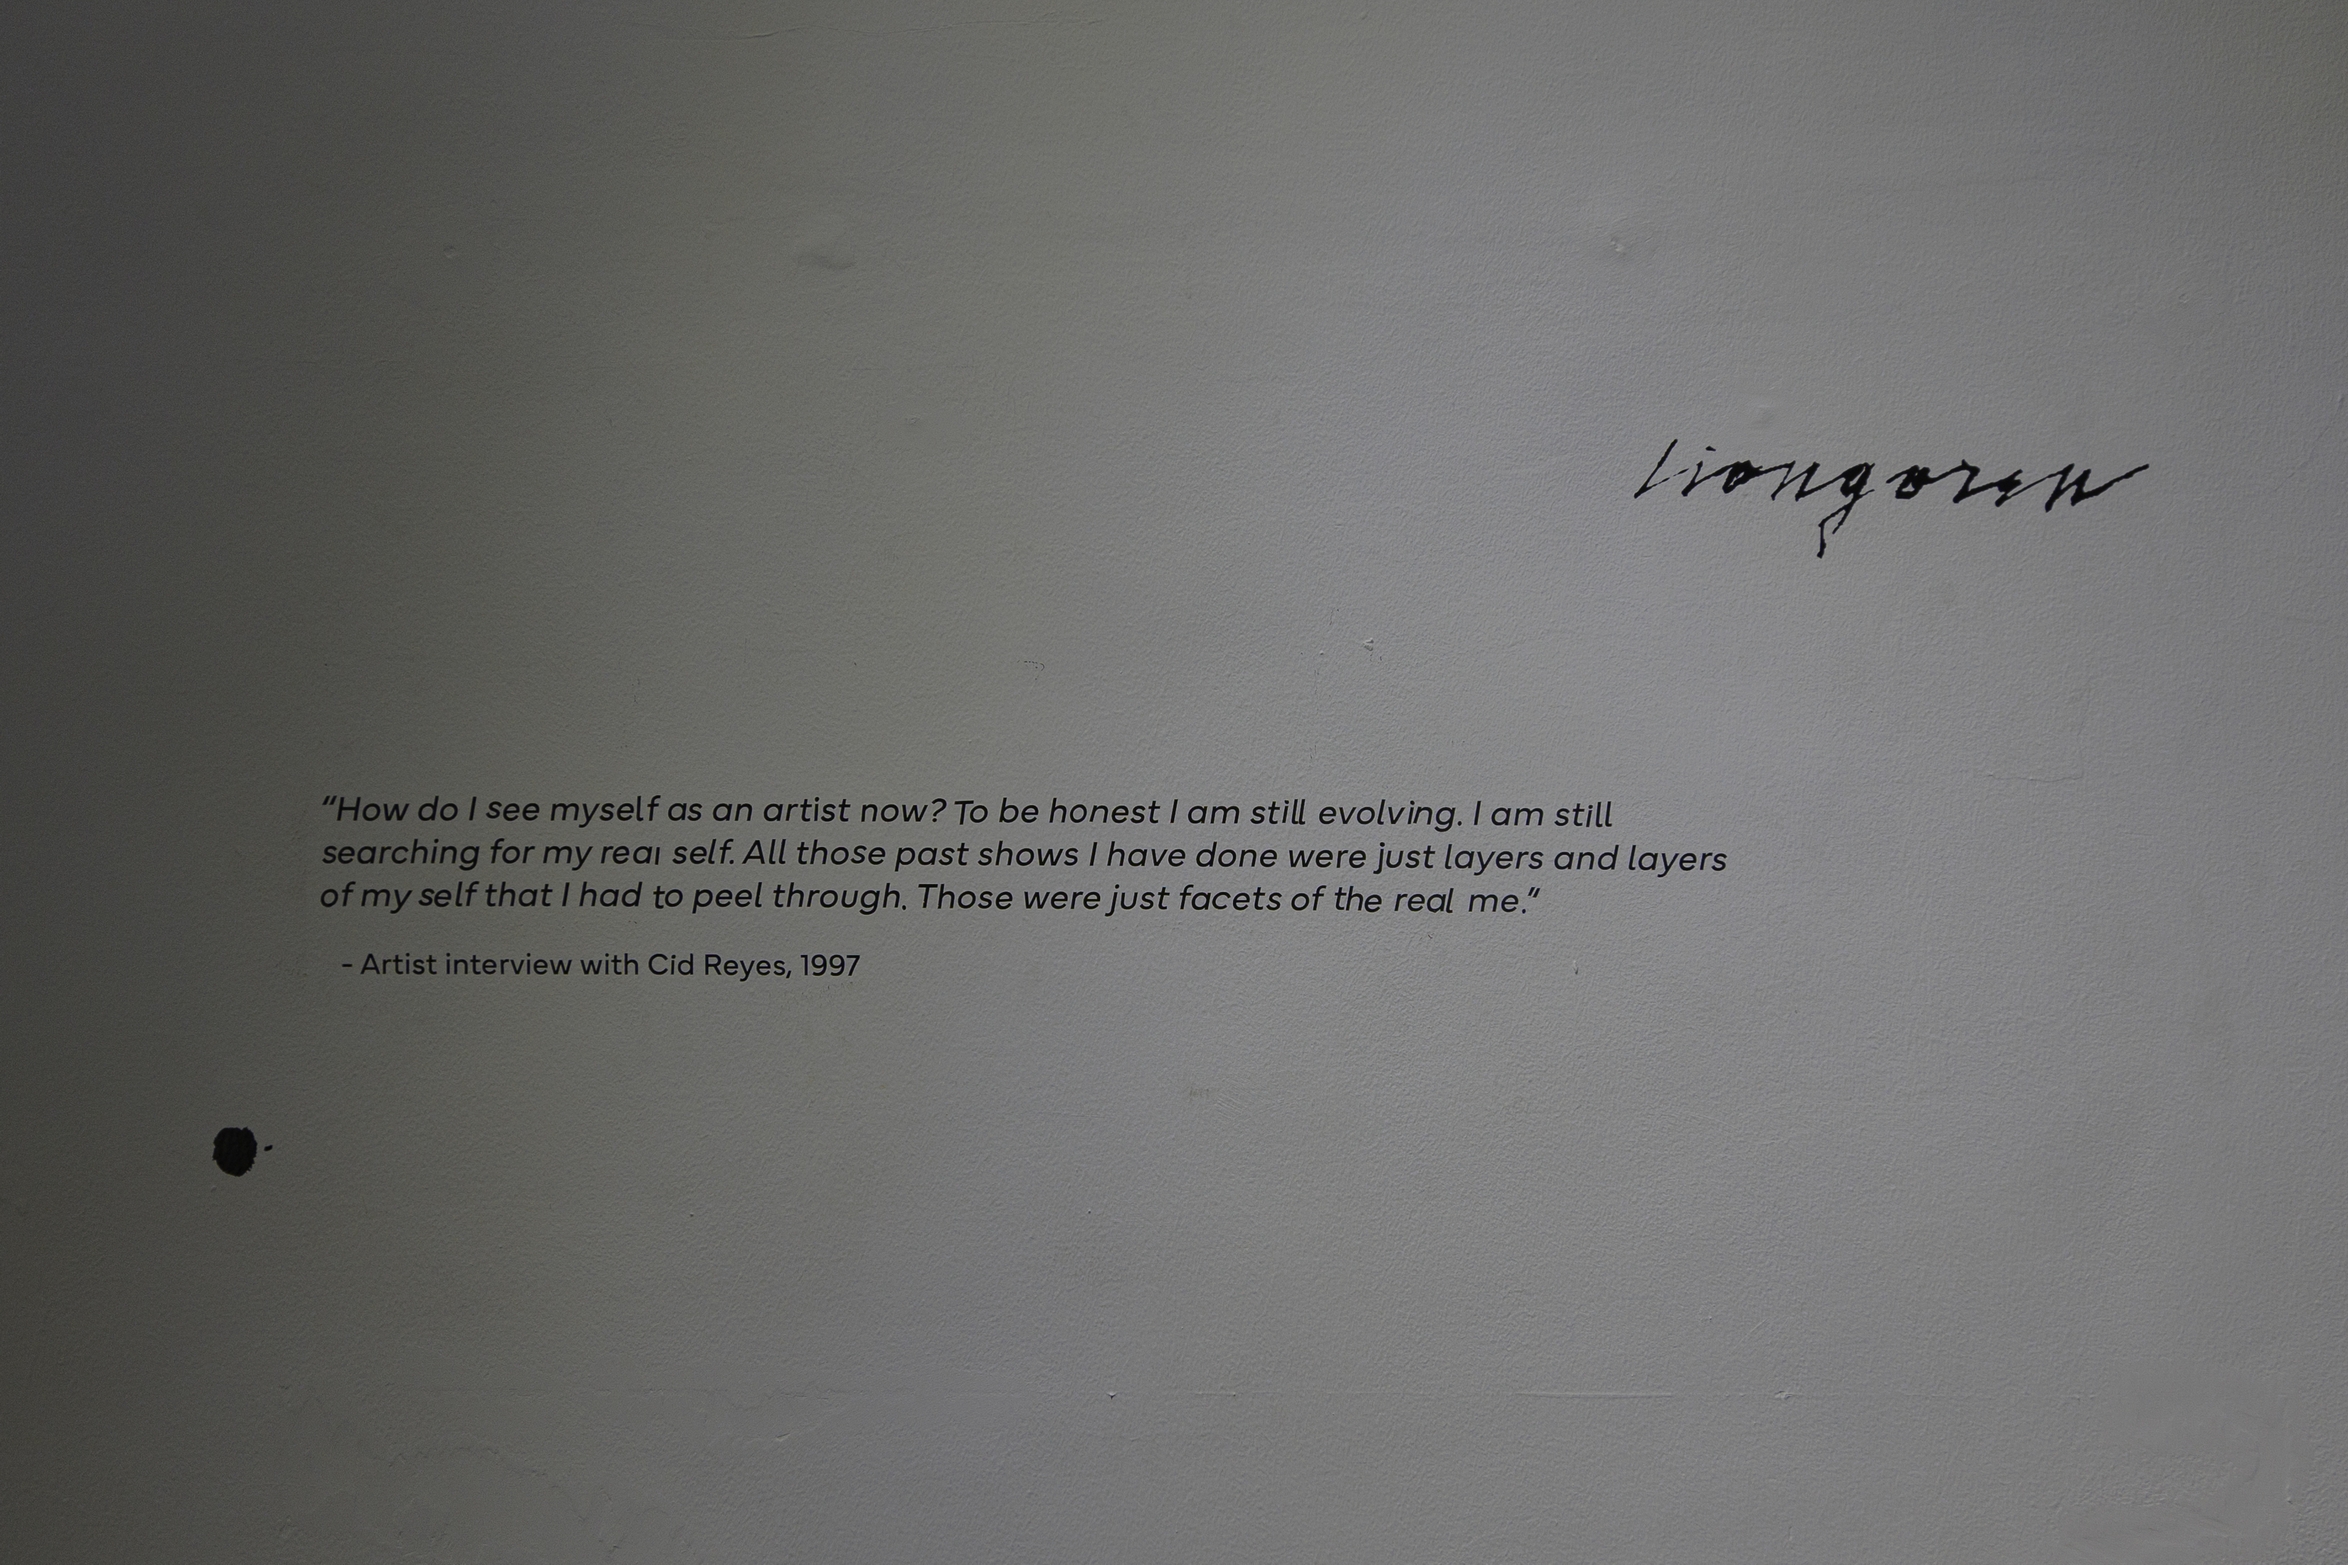 liongoren
“How do I see myself as an artist now? To be honest I am still evolving. I am still
searching for my real self. All those past shows I have done were just layers and layers
of my self that I had to peel through. Those were just facets of the real me.”
- Artist interview with Cid Reyes, 1997